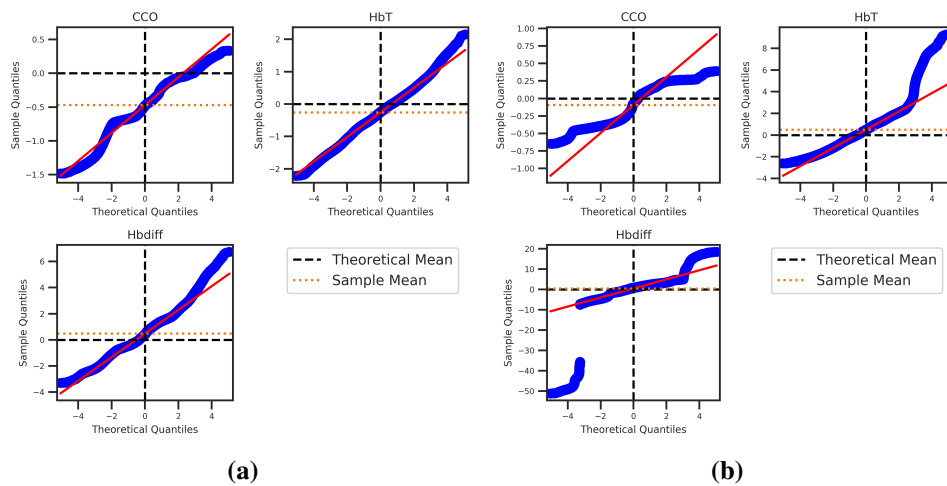 CCO
Sample Quantiles
0.5
0.0
−0.5
−1.0
−1.5
−4 −2 0 2 4
Theoretical Quantiles
HbT
Sample Quantiles
2
1
0
−1
−2
−4 −2 0 2 4
Theoretical Quantiles
Hbdiff
Sample Quantiles
6
4
2
0
−2
−4
−4 −2 0 2 4
Theoretical Quantiles
Theoretical Mean
Sample Mean
(a)
CCO
Sample Quantiles
1.00
0.75
0.50
0.25
0.00
−0.25
−0.50
−0.75
−1.00
−4 −2 0 2 4
Theoretical Quantiles
HbT
Sample Quantiles
8
6
4
2
0
−2
−4
−4 −2 0 2 4
Theoretical Quantiles
Hbdiff
Sample Quantiles
20
10
0
−10
−20
−30
−40
−50
−4 −2 0 2 4
Theoretical Quantiles
Theoretical Mean
Sample Mean
(b)